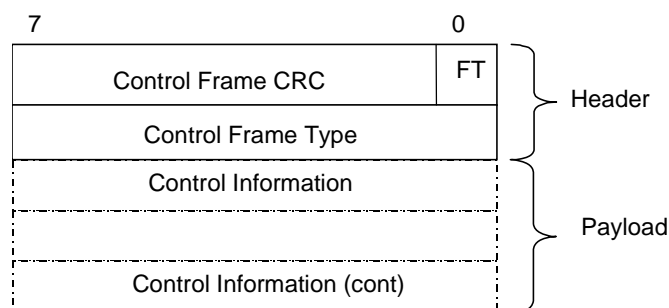 7 0
Control Frame CRC FT
Header
Control Frame Type
Control Information
Payload
Control Information (cont)